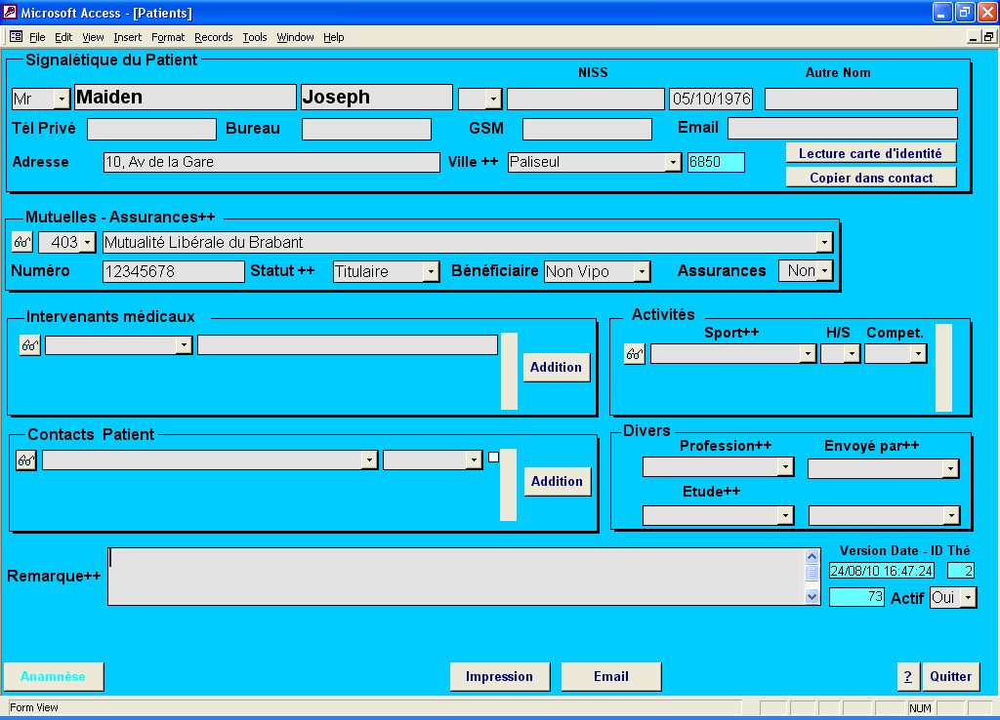 Microsoft Access - [Patients]
File Edit View Insert Format Records Tools Window Help
Signalétique du Patient
NISS Autre Nom
Mr Maiden Joseph 05/10/1976
Tél Privé Bureau GSM Email
Adresse 10, Av de la Gare Ville ++ Paliseul 6850
Lecture carte d'identité
Copier dans contact
Mutuelles - Assurances++
403 Mutualité Libérale du Brabant
Numéro 12345678 Statut ++ Titulaire Bénéficiaire Non Vipo Assurances Non
Intervenants médicaux
Addition
Activités
Sport++ H/S Compet.
Contacts Patient
Addition
Divers
Profession++ Envoyé par++
Etude++
Remarque++
Version Date - ID Thé
24/08/10 16:47:24 2
73 Actif Oui
Anamnèse Impression Email ? Quitter
Form View NUM